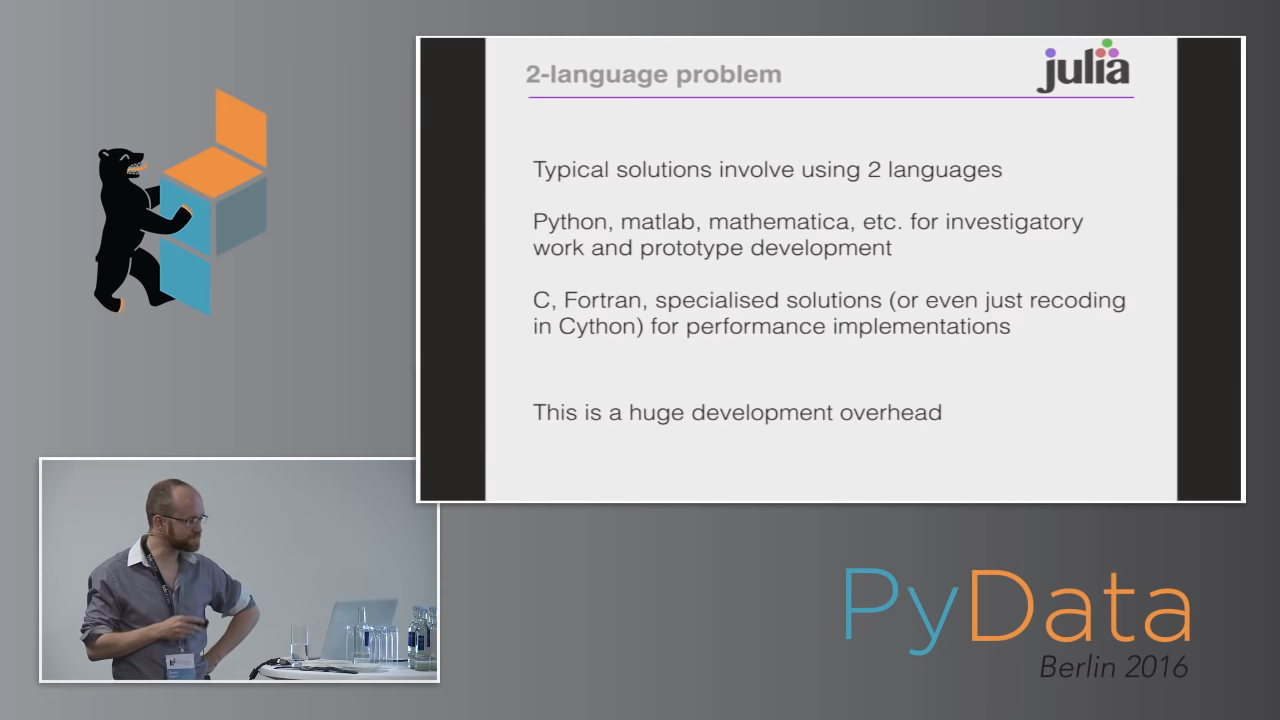 2-language problem
julia
Typical solutions involve using 2 languages
Python, matlab, mathematica, etc. for investigatory
work and prototype development
C, Fortran, specialised solutions (or even just recoding
in Cython) for performance implementations
This is a huge development overhead
PyData
Berlin 2016